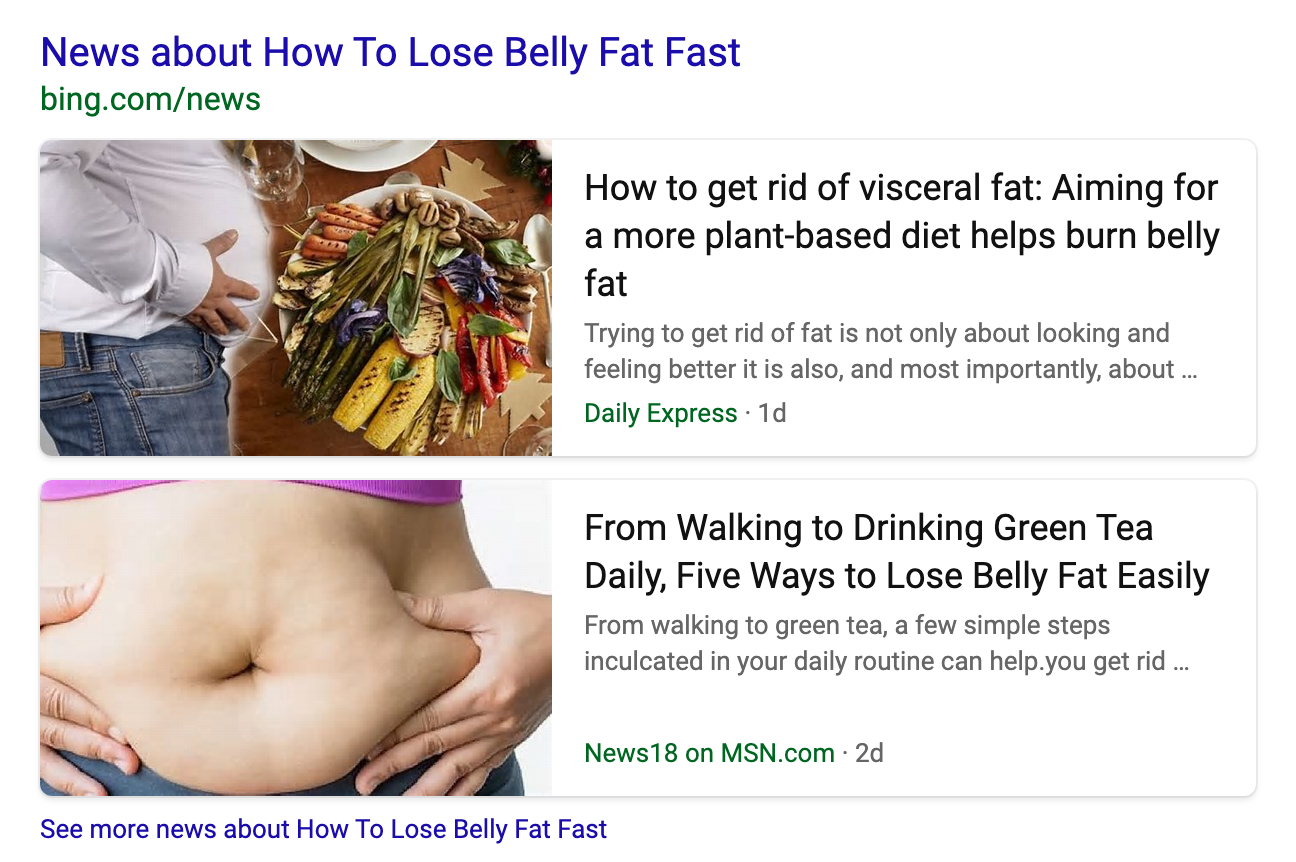 News about How To Lose Belly Fat Fast
bing.com/news
How to get rid of visceral fat: Aiming for
a more plant-based diet helps burn belly
fat
Trying to get rid of fat is not only about looking and
feeling better it is also, and most importantly, about ...
Daily Express · 1d
From Walking to Drinking Green Tea
Daily, Five Ways to Lose Belly Fat Easily
From walking to green tea, a few simple steps
inculcated in your daily routine can help.you get rid ...
News18 on MSN.com · 2d
See more news about How To Lose Belly Fat Fast